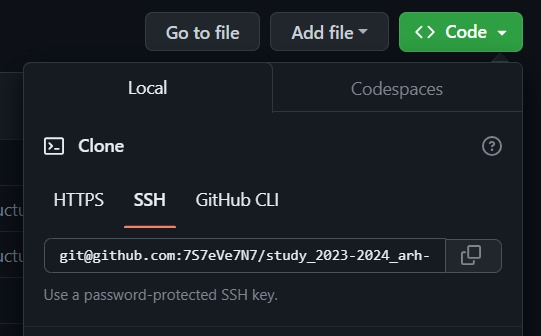 Go to file Add file Code
Local Codespaces
Clone
HTTPS SSH GitHub CLI
git@github.com:7S7eVe7N7/study_2023-2024_arh-
Use a password-protected SSH key.